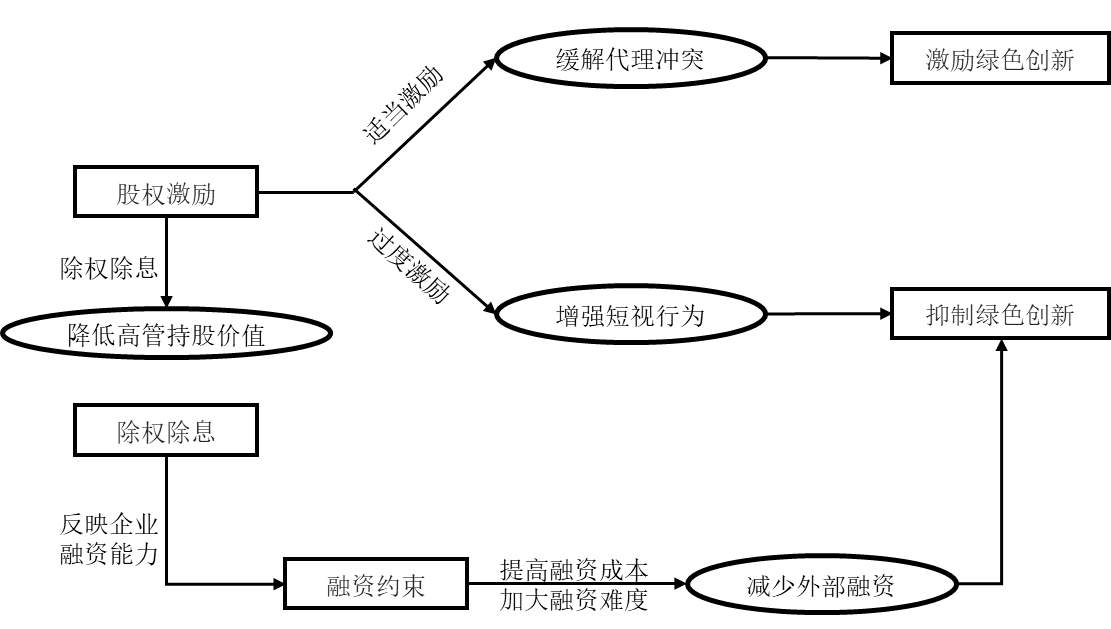 缓解代理冲突
激励绿色创新
适当激励
股权激励
过度激励
除权除息
增强短视行为
抑制绿色创新
降低高管持股价值
除权除息
反映企业
融资能力
融资约束
提高融资成本
加大融资难度
减少外部融资